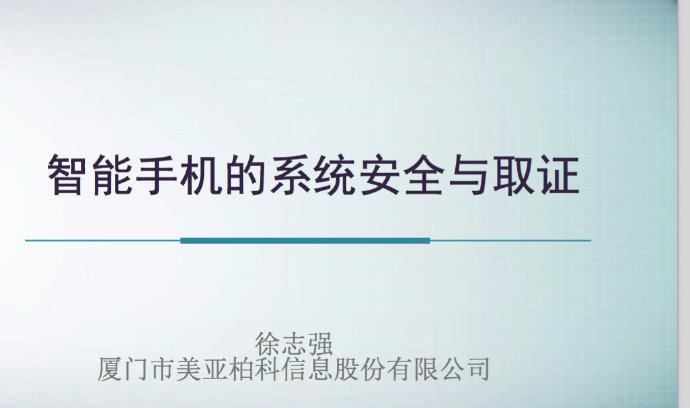 智能手机的系统安全与取证
徐志强
厦门市美亚柏科信息股份有限公司